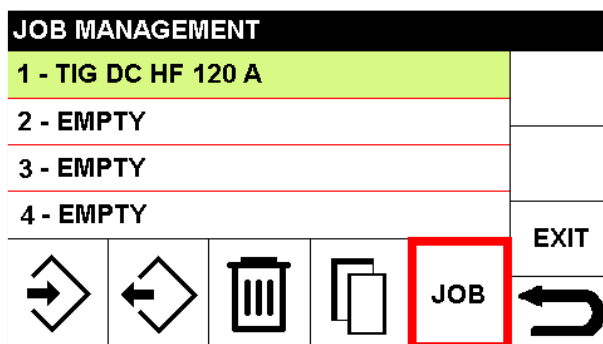 JOB MANAGEMENT
1 - TIG DC HF 120 A
2 - EMPTY
3 - EMPTY
4 - EMPTY
EXIT
JOB